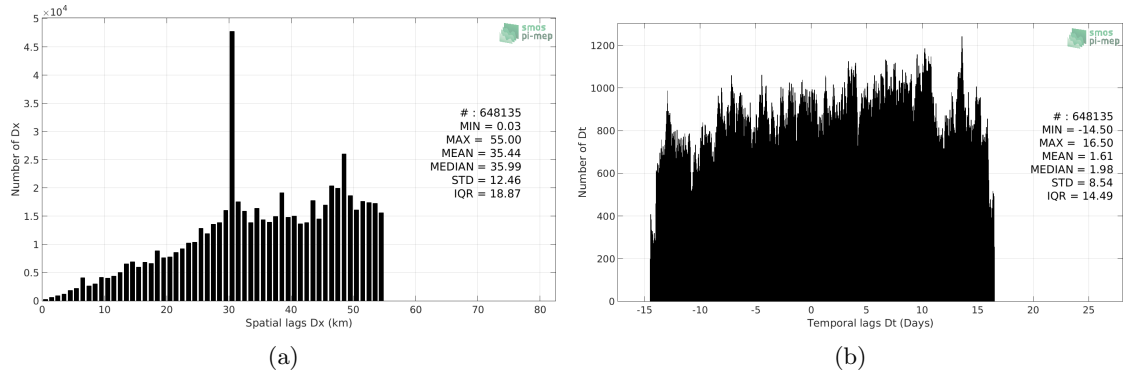 ×10⁴
5
4.5
4
3.5
3
2.5
2
1.5
1
0.5
0
Number of Dx
0 10 20 30 40 50 60 70 80
Spatial lags Dx (km)
smos
pi-mep
# : 648135
MIN = 0.03
MAX = 55.00
MEAN = 35.44
MEDIAN = 35.99
STD = 12.46
IQR = 18.87
(a)
1200
1000
800
600
400
200
0
Number of Dt
-15 -10 -5 0 5 10 15 20 25
Temporal lags Dt (Days)
smos
pi-mep
# : 648135
MIN = -14.50
MAX = 16.50
MEAN = 1.61
MEDIAN = 1.98
STD = 8.54
IQR = 14.49
(b)